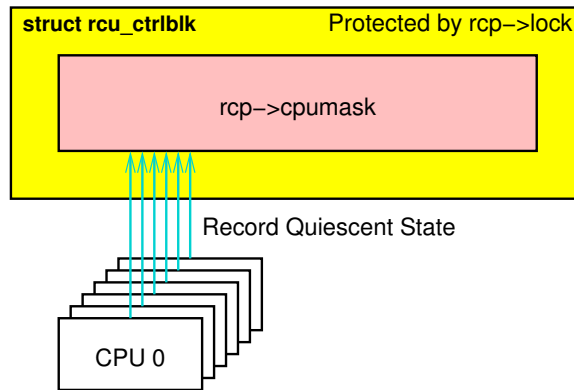 struct rcu_ctrlblk Protected by rcp->lock
rcp->cpumask
Record Quiescent State
CPU 0